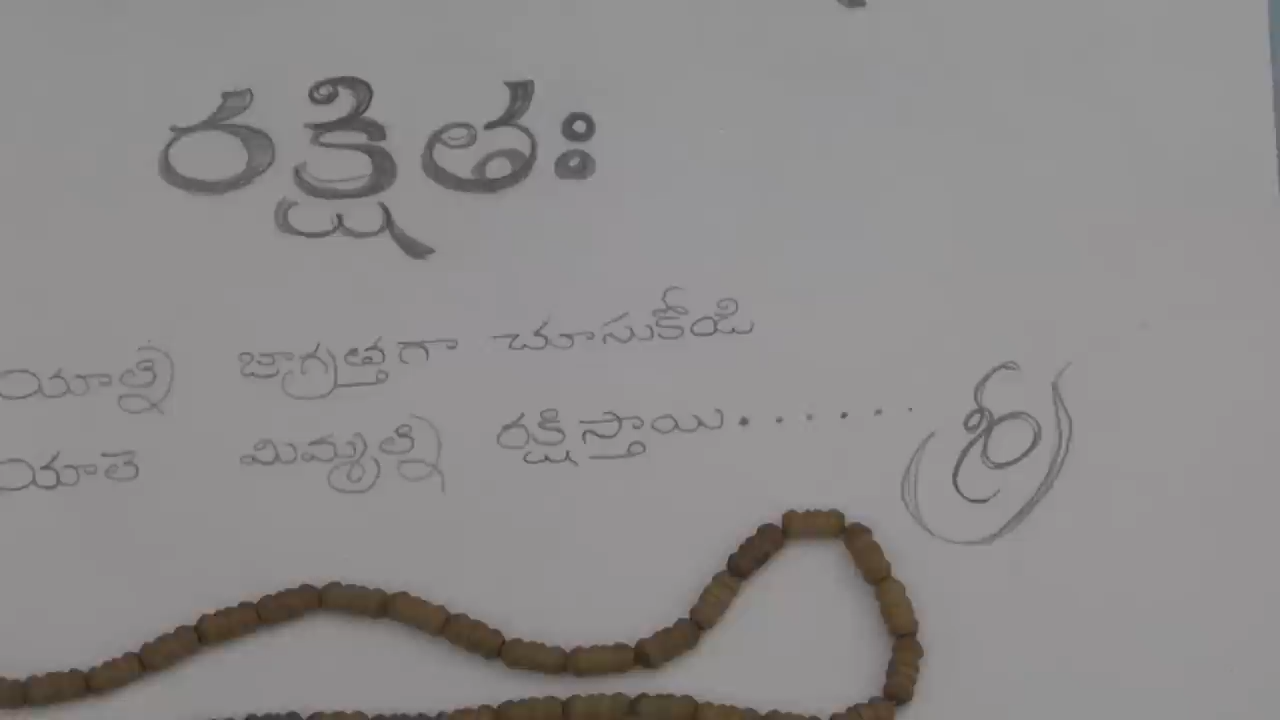 రక్షితః
జాగ్రత్తగా చూసుకోండి
మిమ్మల్ని రక్షిస్తాయి . . . . . .
శ్రీ